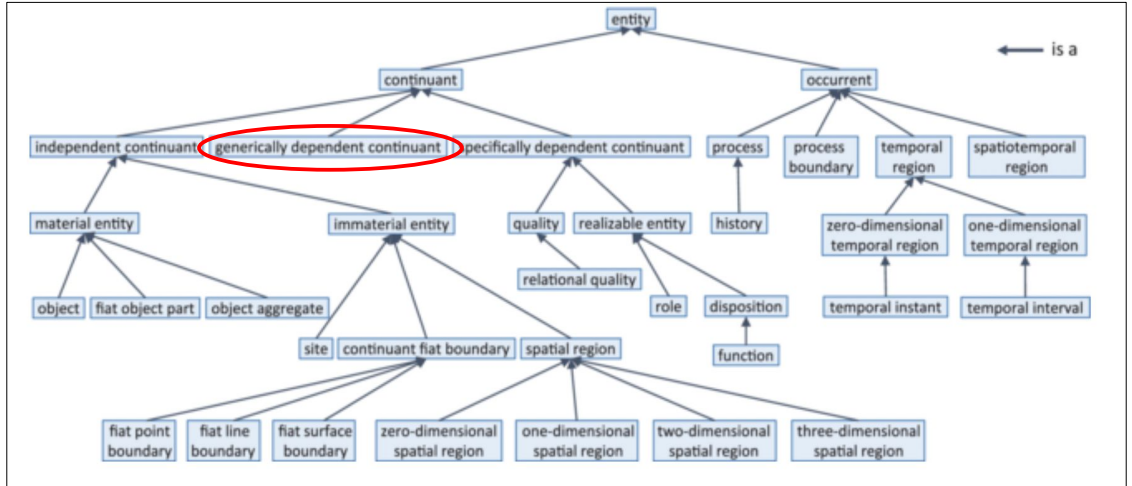 entity
is a
continuant
occurrent
independent continuant
generically dependent continuant
specifically dependent continuant
process
process
boundary
temporal
region
spatiotemporal
region
material entity
immaterial entity
quality
realizable entity
history
zero-dimensional
temporal region
one-dimensional
temporal region
relational quality
object
fiat object part
object aggregate
role
disposition
temporal instant
temporal interval
site
continuant fiat boundary
spatial region
function
fiat point
boundary
fiat line
boundary
fiat surface
boundary
zero-dimensional
spatial region
one-dimensional
spatial region
two-dimensional
spatial region
three-dimensional
spatial region